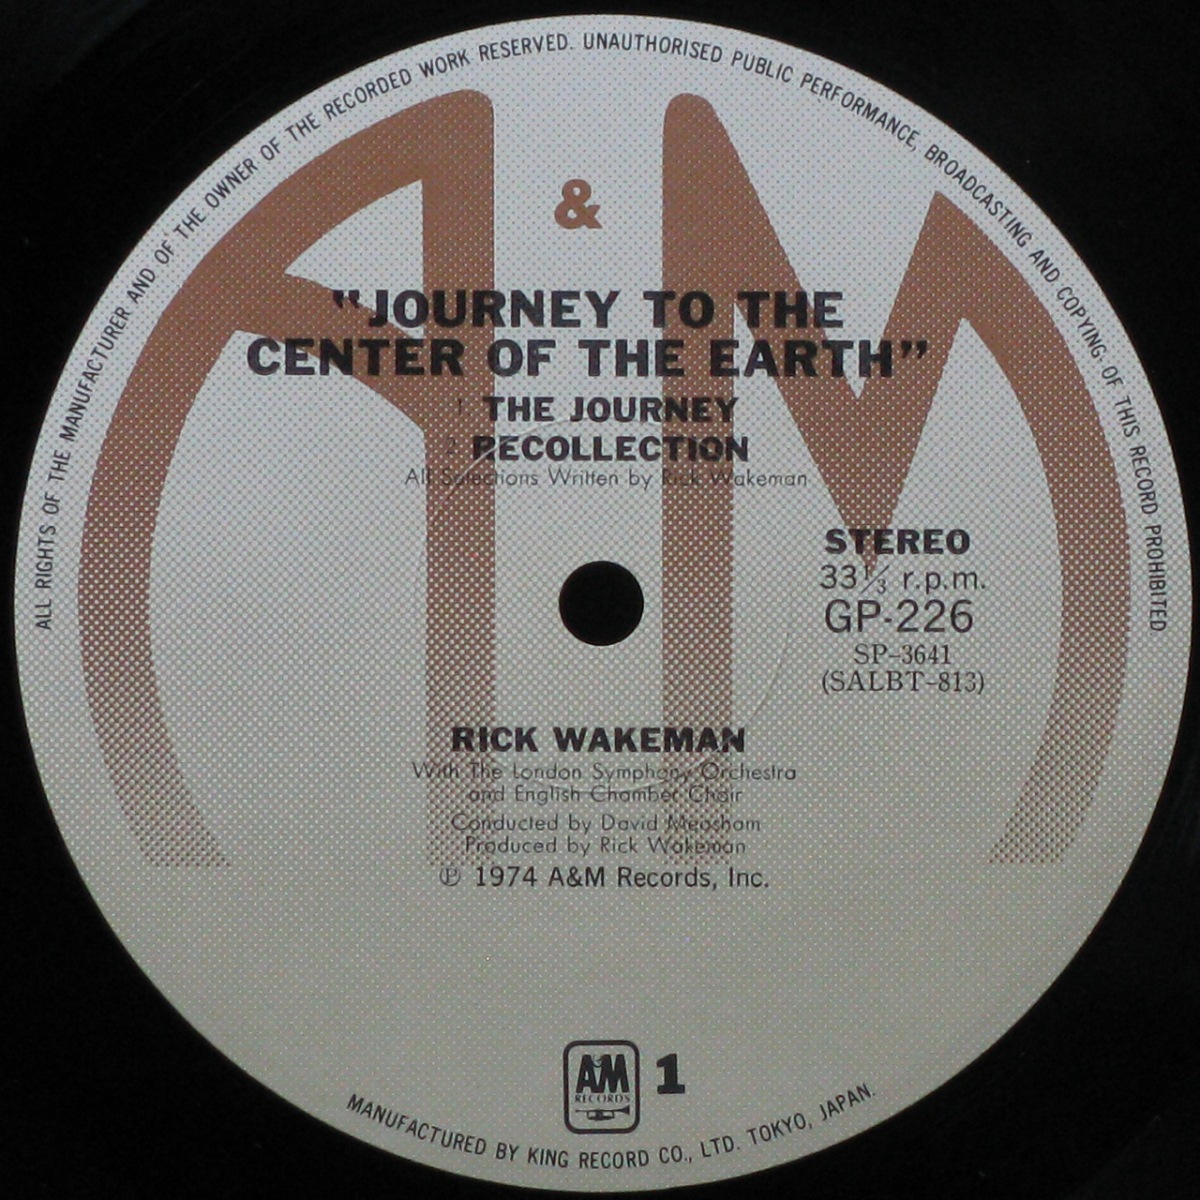 ALL RIGHTS OF THE MANUFACTURER AND OF THE OWNER OF THE RECORDED WORK RESERVED. UNAUTHORISED PUBLIC PERFORMANCE, BROADCASTING AND COPYING OF THIS RECORD PROHIBITED
A & M
"JOURNEY TO THE
CENTER OF THE EARTH"
1 THE JOURNEY
2 RECOLLECTION
All Selections Written by Rick Wakeman
STEREO
33⅓ r.p.m.
GP-226
SP-3641
(SALBT-813)
RICK WAKEMAN
With The London Symphony Orchestra
and English Chamber Choir
Conducted by David Measham
Produced by Rick Wakeman
℗ 1974 A&M Records, Inc.
A&M 1
RECORDS
MANUFACTURED BY KING RECORD CO., LTD. TOKYO, JAPAN.